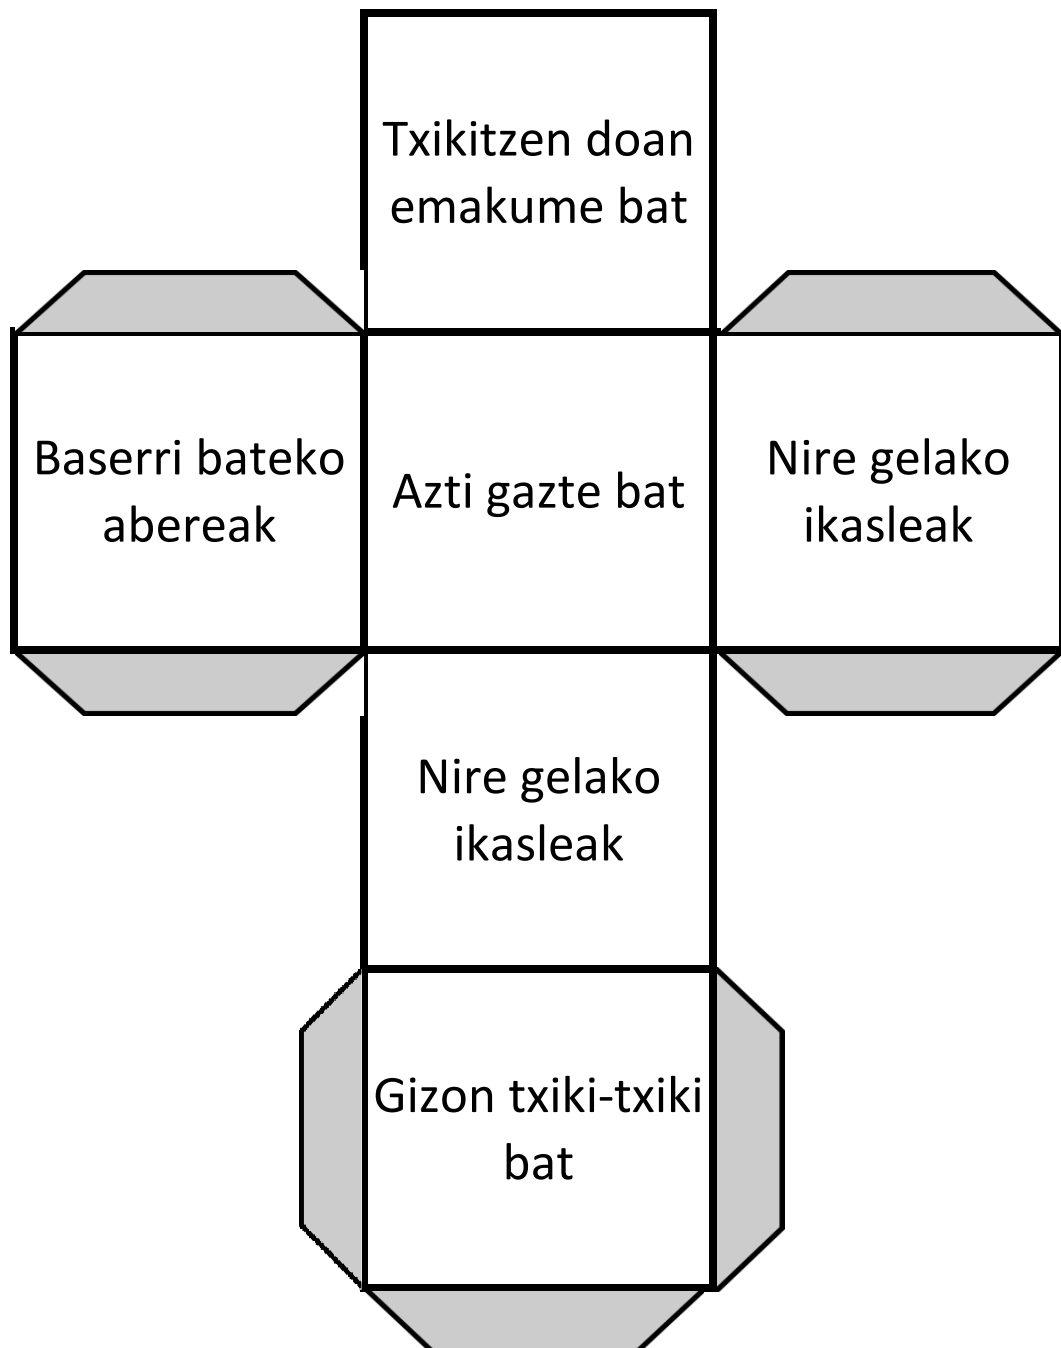 Txikitzen doan
emakume bat
Baserri bateko
abereak
Azti gazte bat
Nire gelako
ikasleak
Nire gelako
ikasleak
Gizon txiki-txiki
bat